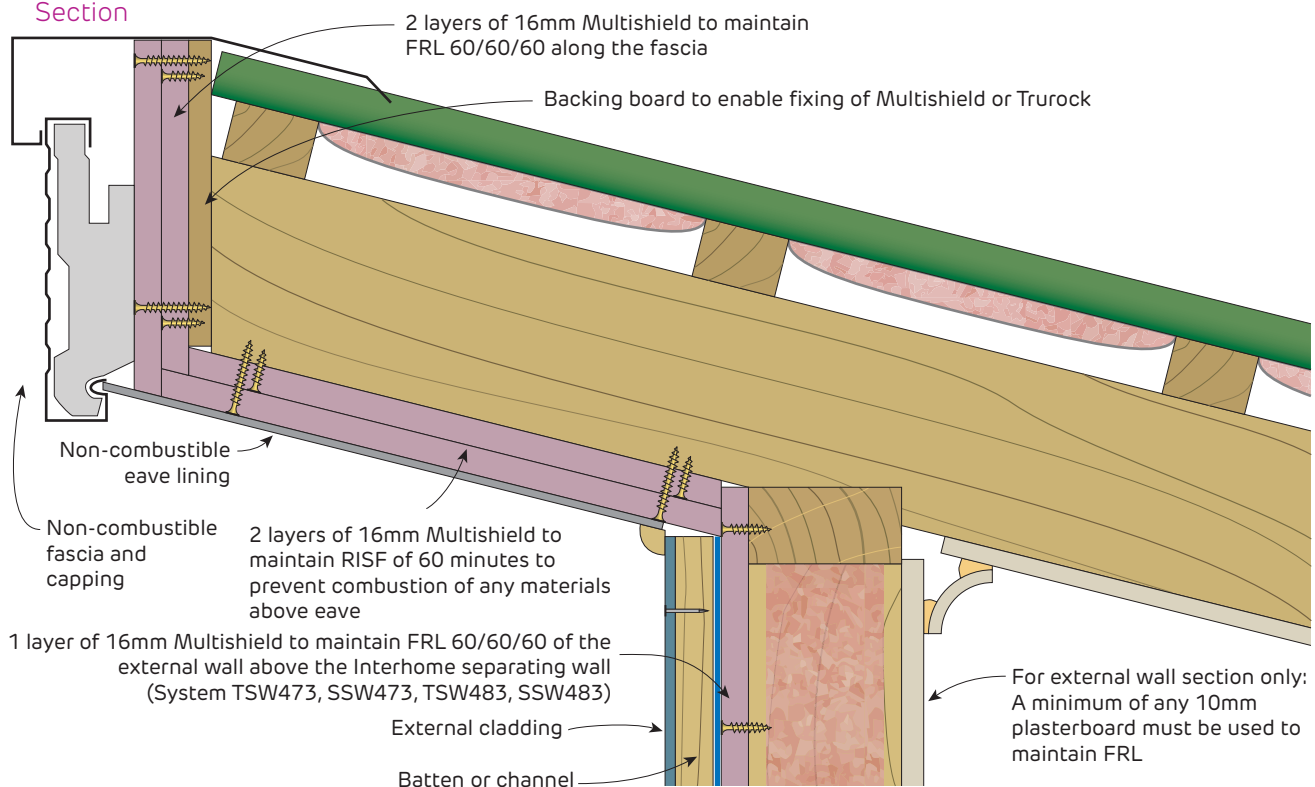 Section
2 layers of 16mm Multishield to maintain
FRL 60/60/60 along the fascia
Backing board to enable fixing of Multishield or Trurock
Non-combustible
eave lining
Non-combustible
fascia and
capping
2 layers of 16mm Multishield to
maintain RISF of 60 minutes to
prevent combustion of any materials
above eave
1 layer of 16mm Multishield to maintain FRL 60/60/60 of the
external wall above the Interhome separating wall
(System TSW473, SSW473, TSW483, SSW483)
External cladding
Batten or channel
For external wall section only:
A minimum of any 10mm
plasterboard must be used to
maintain FRL